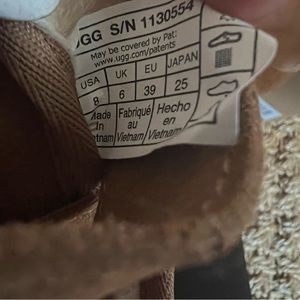 UGG S/N 1130554
May be covered by Pat:
www.ugg.com/patents
USA UK EU JAPAN
8 6 39 25
Made Fabriqué Hecho
in au en
Vietnam Vietnam Vietnam